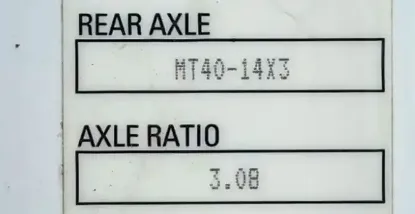 REAR AXLE
MT40-14X3
AXLE RATIO
3.08